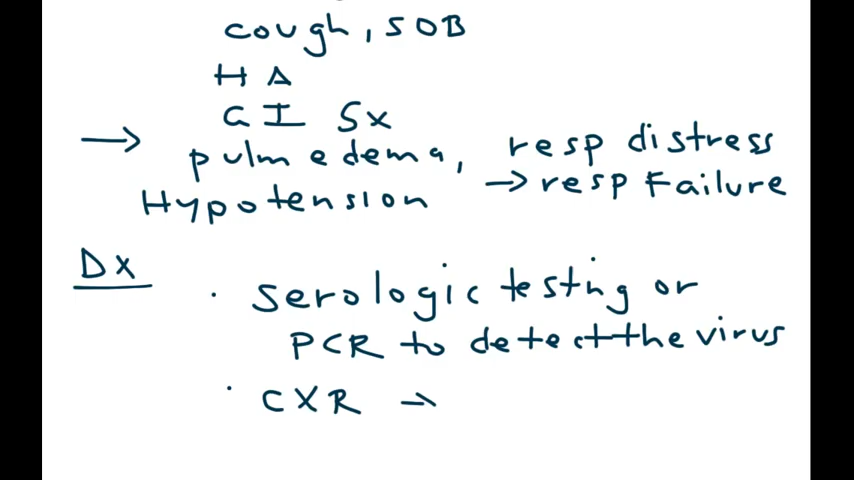 cough, SOB
HA
GI Sx
→ pulm edema, resp distress
Hypotension → resp Failure
Dx
· serologic testing or
PCR to detect the virus
· CXR →